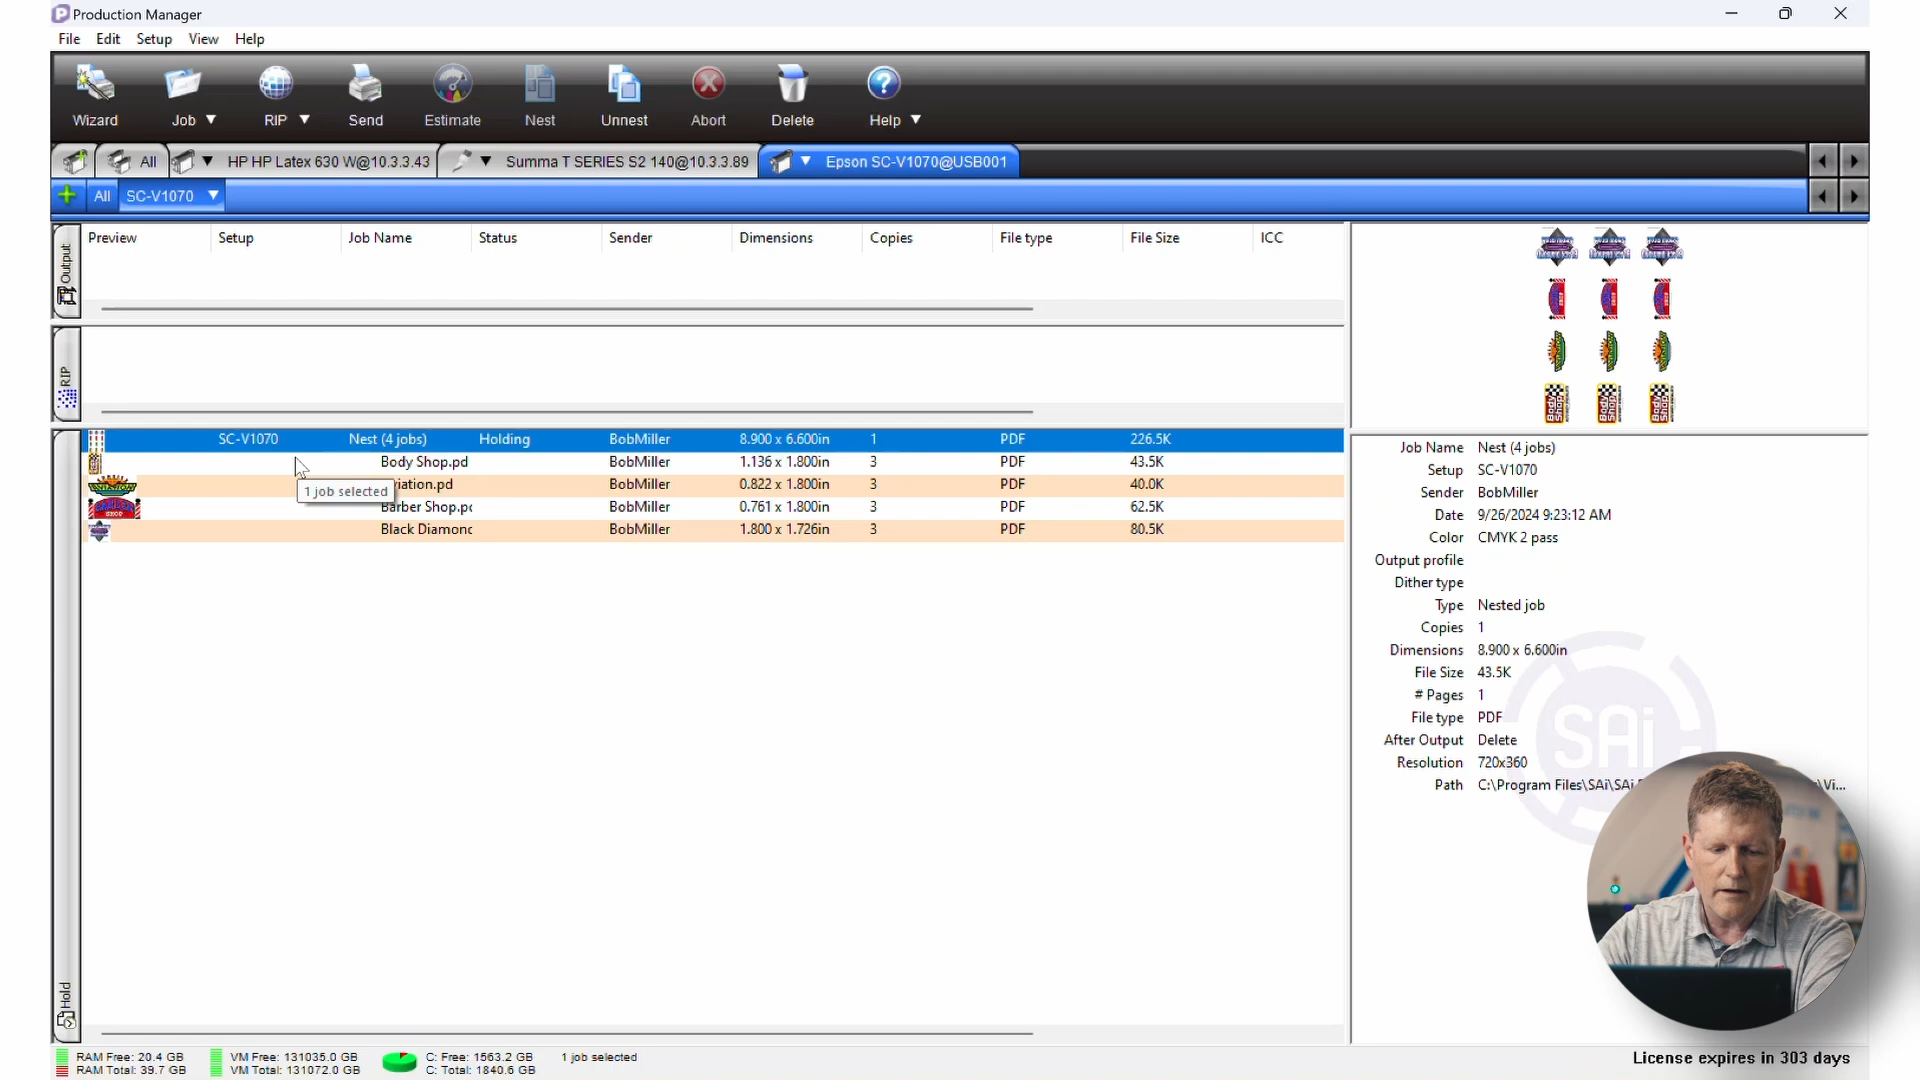 Production Manager
File Edit Setup View Help
Wizard Job RIP Send Estimate Nest Unnest Abort Delete Help
All HP HP Latex 630 W@10.3.3.43 Summa T SERIES S2 140@10.3.3.89 Epson SC-V1070@USB001
All SC-V1070
Output
Preview Setup Job Name Status Sender Dimensions Copies File type File Size ICC
RIP
Hold
SC-V1070 Nest (4 jobs) Holding BobMiller 8.900 x 6.600in 1 PDF 226.5K
Body Shop.pd BobMiller 1.136 x 1.800in 3 PDF 43.5K
viation.pd BobMiller 0.822 x 1.800in 3 PDF 40.0K
1 job selected
Barber Shop.pc BobMiller 0.761 x 1.800in 3 PDF 62.5K
Black Diamond BobMiller 1.800 x 1.726in 3 PDF 80.5K
Job Name Nest (4 jobs)
Setup SC-V1070
Sender BobMiller
Date 9/26/2024 9:23:12 AM
Color CMYK 2 pass
Output profile
Dither type
Type Nested job
Copies 1
Dimensions 8.900 x 6.600in
File Size 43.5K
# Pages 1
File type PDF
After Output Delete
Resolution 720x360
Path C:\Program Files\SAi\SAi \Vi...
SAi
RAM Free: 20.4 GB VM Free: 131035.0 GB C: Free: 1563.2 GB 1 job selected
RAM Total: 39.7 GB VM Total: 131072.0 GB C: Total: 1840.6 GB
License expires in 303 days